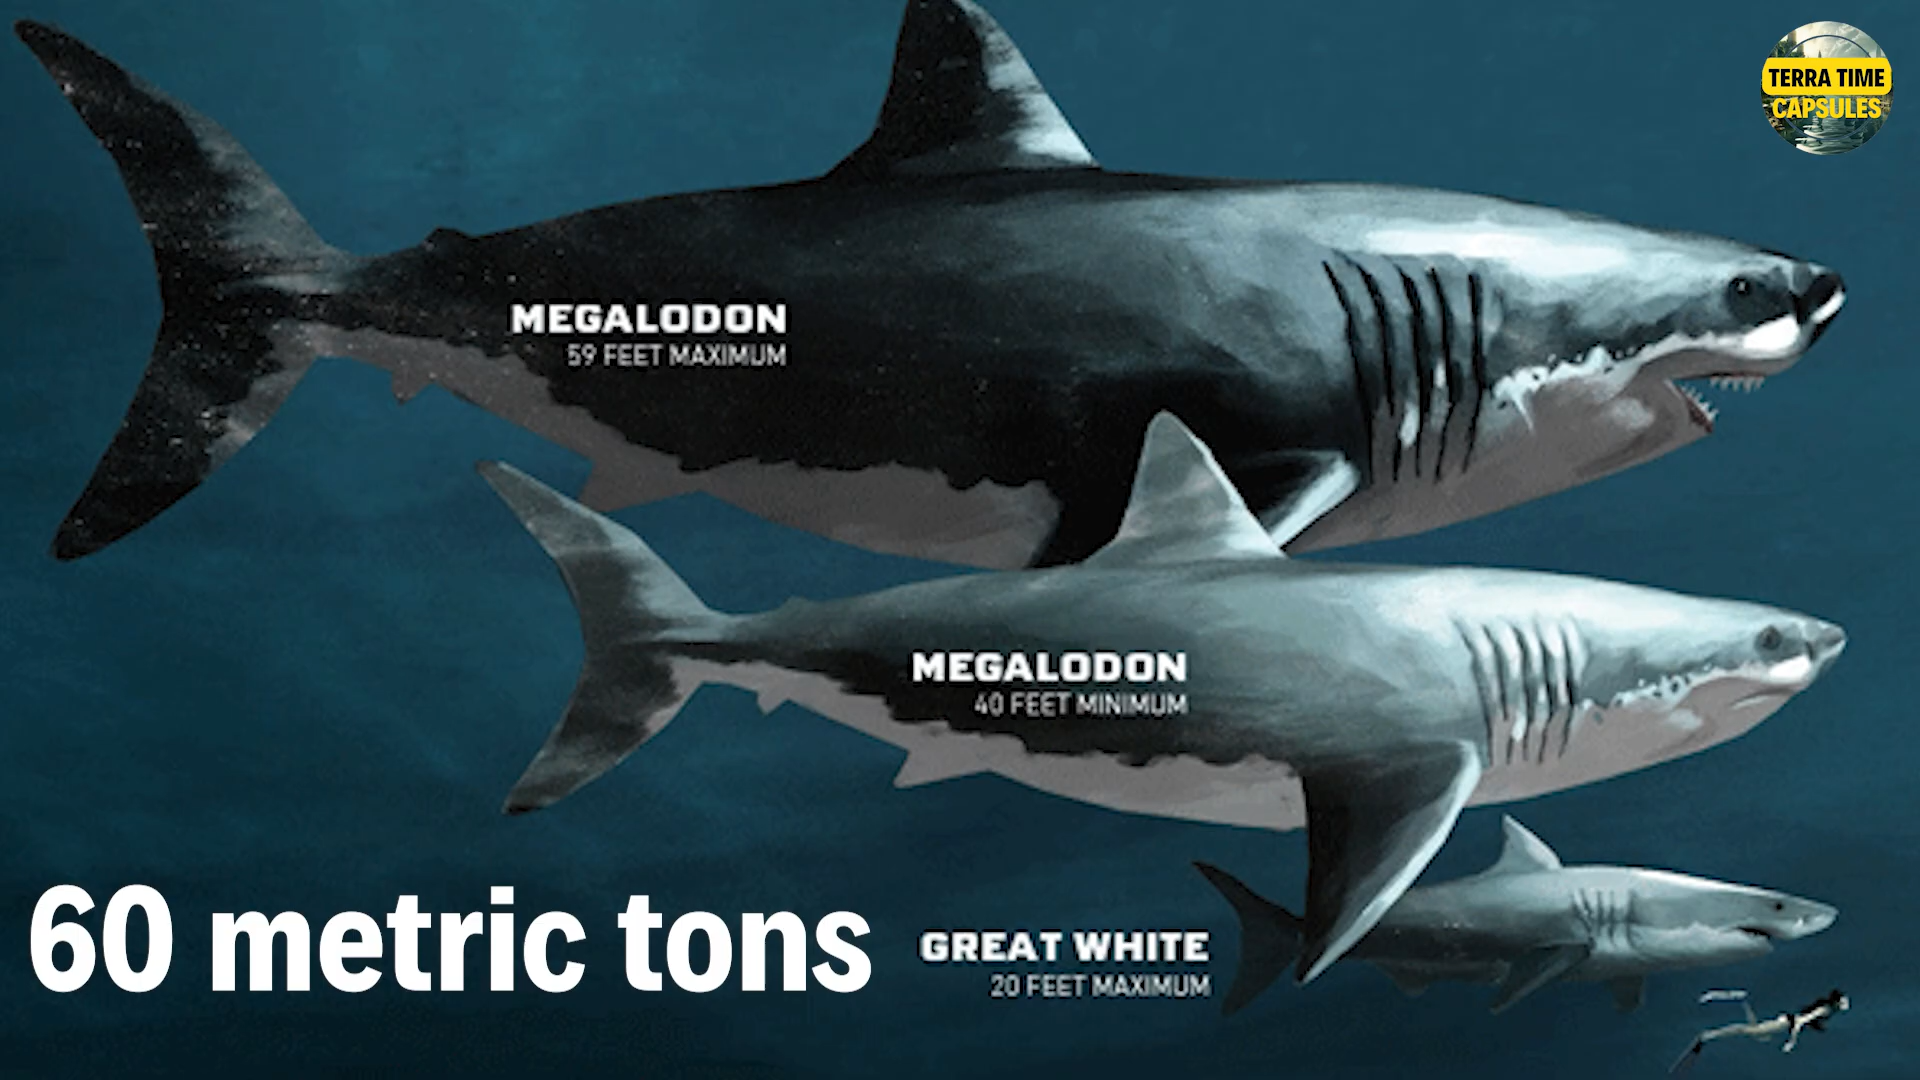 TERRA TIME
CAPSULES
MEGALODON
59 FEET MAXIMUM
MEGALODON
40 FEET MINIMUM
60 metric tons
GREAT WHITE
20 FEET MAXIMUM